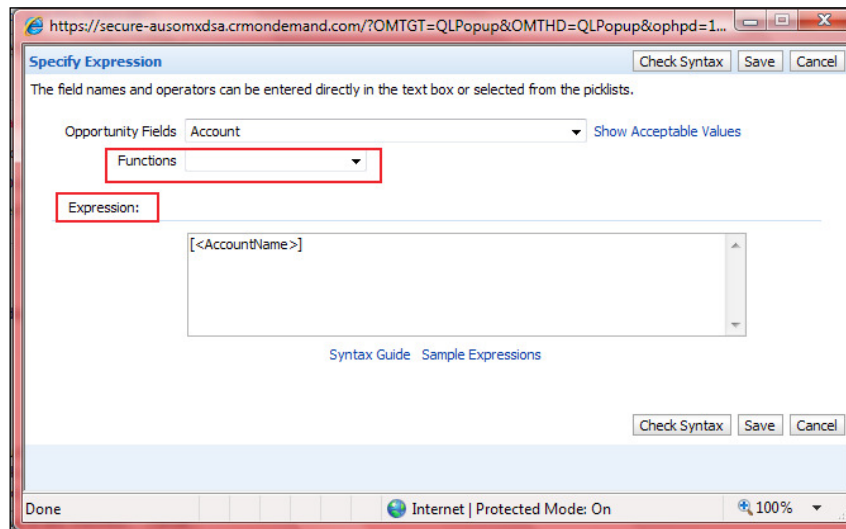 https://secure-ausomxdsa.crmondemand.com/?OMTGT=QLPopup&OMTHD=QLPopup&ophpd=1...
Specify Expression Check Syntax Save Cancel
The field names and operators can be entered directly in the text box or selected from the picklists.
Opportunity Fields Account Show Acceptable Values
Functions
Expression:
[<AccountName>]
Syntax Guide Sample Expressions
Check Syntax Save Cancel
Done Internet | Protected Mode: On 100%